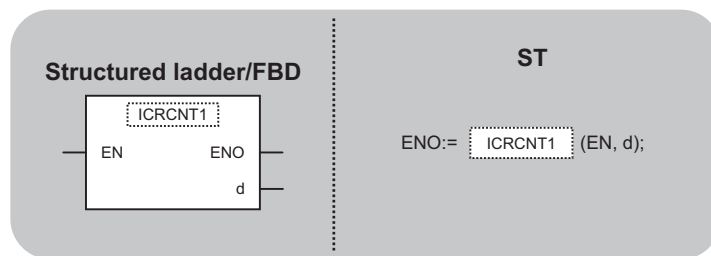 Structured ladder/FBD
ICRCNT1
EN ENO
d
ST
ENO:= ICRCNT1 (EN, d);